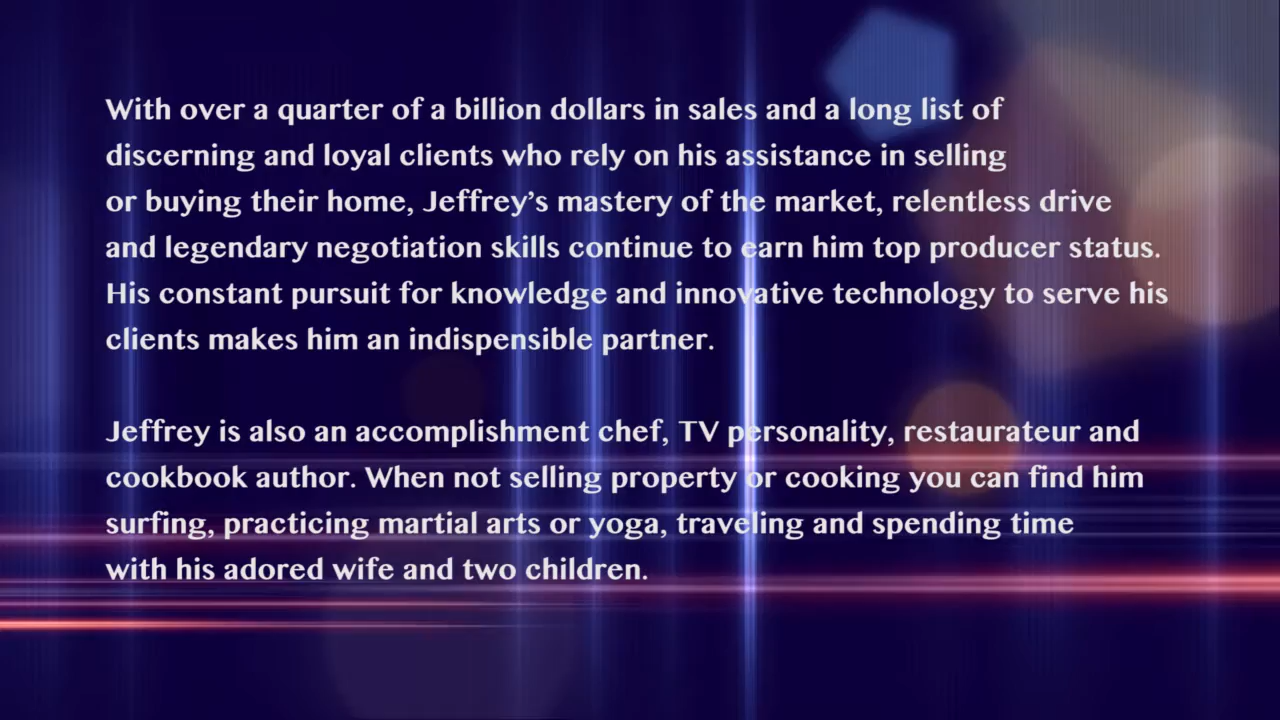 With over a quarter of a billion dollars in sales and a long list of
discerning and loyal clients who rely on his assistance in selling
or buying their home, Jeffrey’s mastery of the market, relentless drive
and legendary negotiation skills continue to earn him top producer status.
His constant pursuit for knowledge and innovative technology to serve his
clients makes him an indispensible partner.
Jeffrey is also an accomplishment chef, TV personality, restaurateur and
cookbook author. When not selling property or cooking you can find him
surfing, practicing martial arts or yoga, traveling and spending time
with his adored wife and two children.